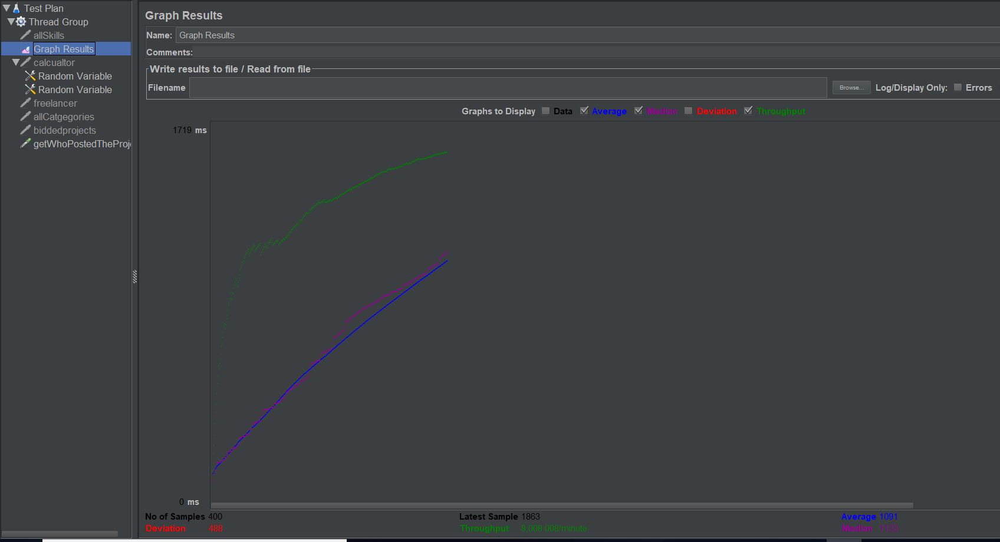 Test Plan
Thread Group
allSkills
Graph Results
calcualtor
Random Variable
Random Variable
freelancer
allCatgegories
biddedprojects
getWhoPostedTheProj
Graph Results
Name: Graph Results
Comments:
Write results to file / Read from file
Filename Browse... Log/Display Only: Errors
Graphs to Display Data Average Median Deviation Throughput
1719 ms
0 ms
No of Samples 400 Latest Sample 1863 Average 1091
Deviation 488 Throughput 8,008.008/minute Median